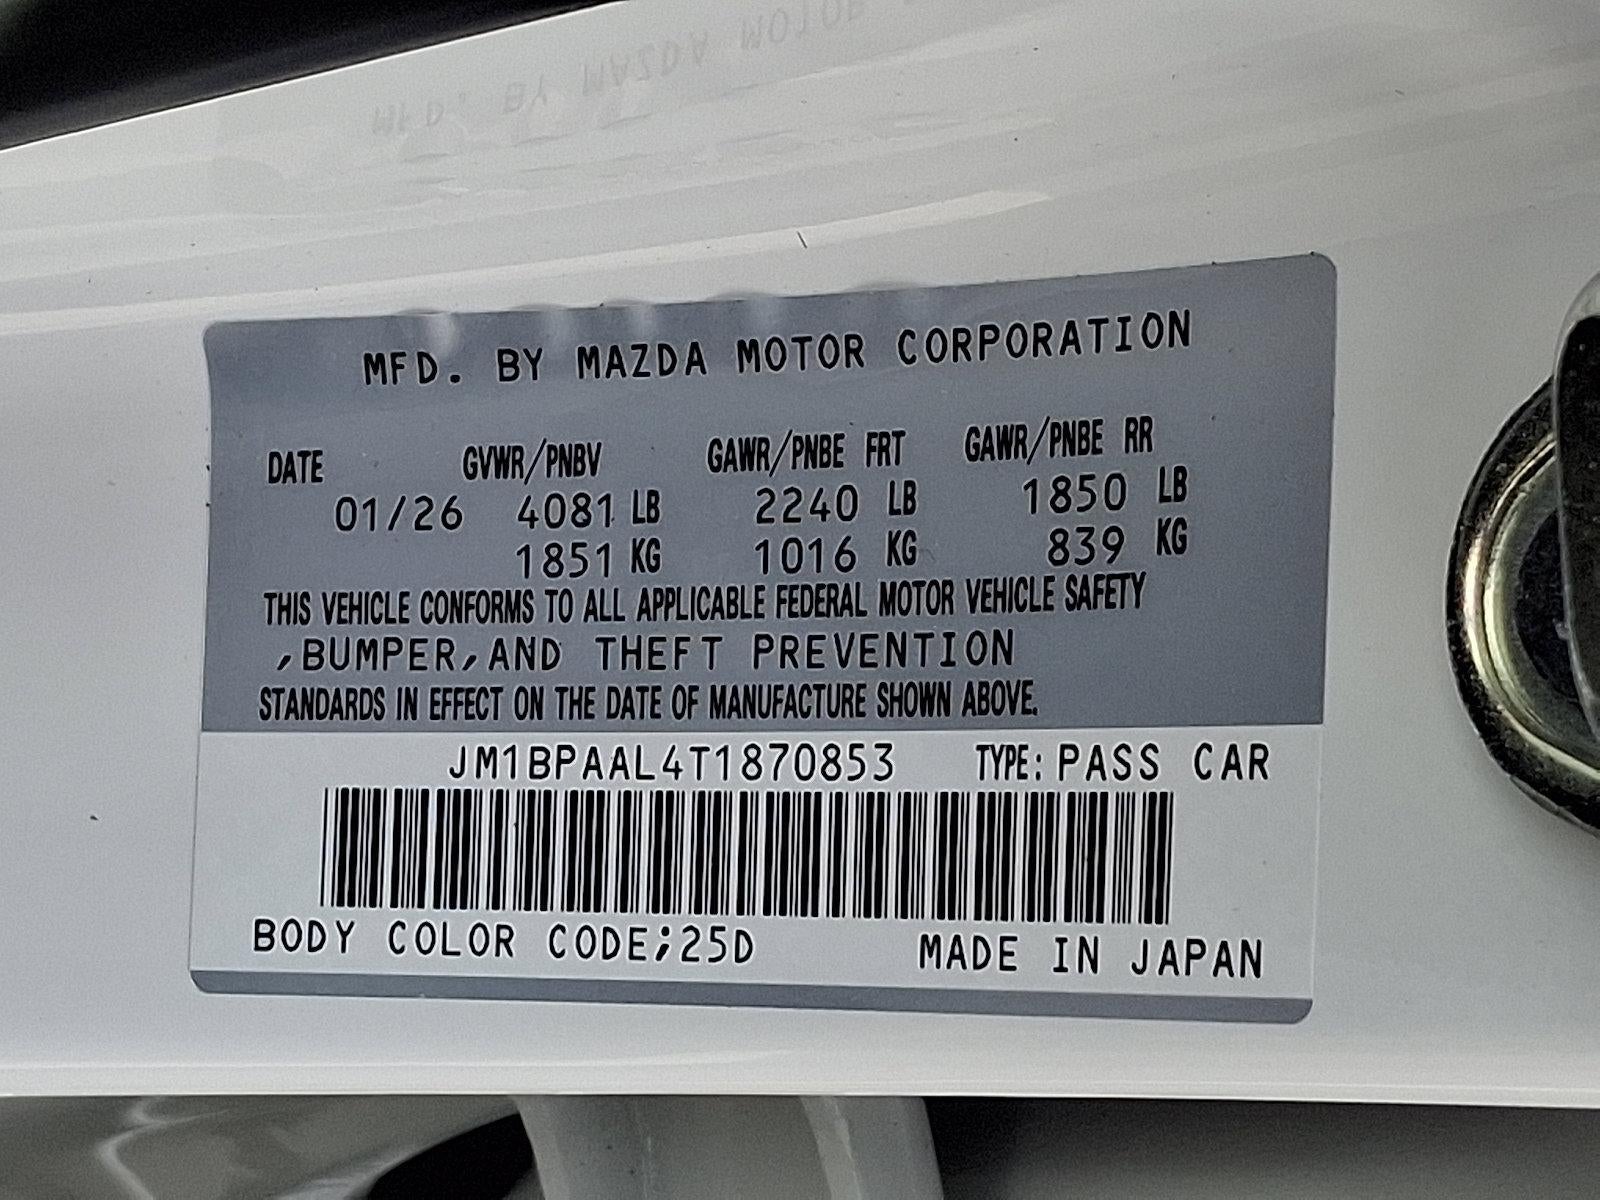 MFD. BY MAZDA MOTOR CORPORATION
DATE GVWR/PNBV GAWR/PNBE FRT GAWR/PNBE RR
01/26 4081 LB 2240 LB 1850 LB
1851 KG 1016 KG 839 KG
THIS VEHICLE CONFORMS TO ALL APPLICABLE FEDERAL MOTOR VEHICLE SAFETY
,BUMPER,AND THEFT PREVENTION
STANDARDS IN EFFECT ON THE DATE OF MANUFACTURE SHOWN ABOVE.
JM1BPAAL4T1870853 TYPE: PASS CAR
BODY COLOR CODE;25D MADE IN JAPAN